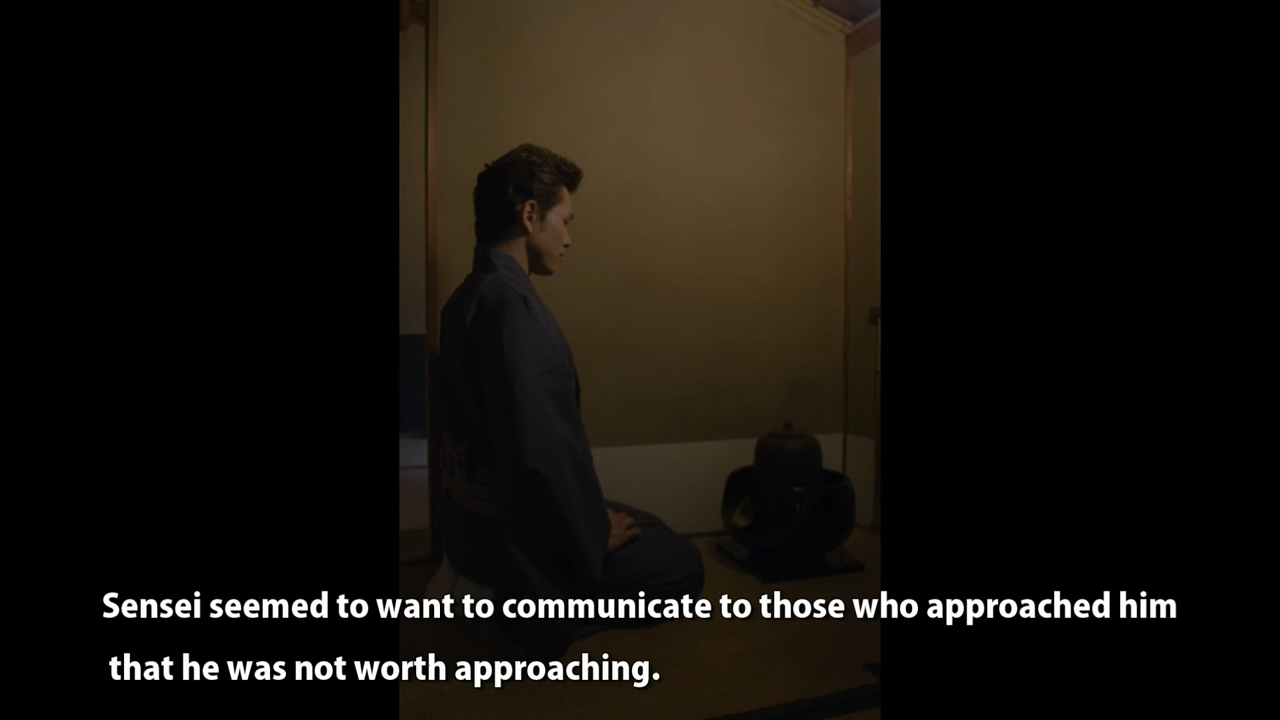 Sensei seemed to want to communicate to those who approached him
that he was not worth approaching.